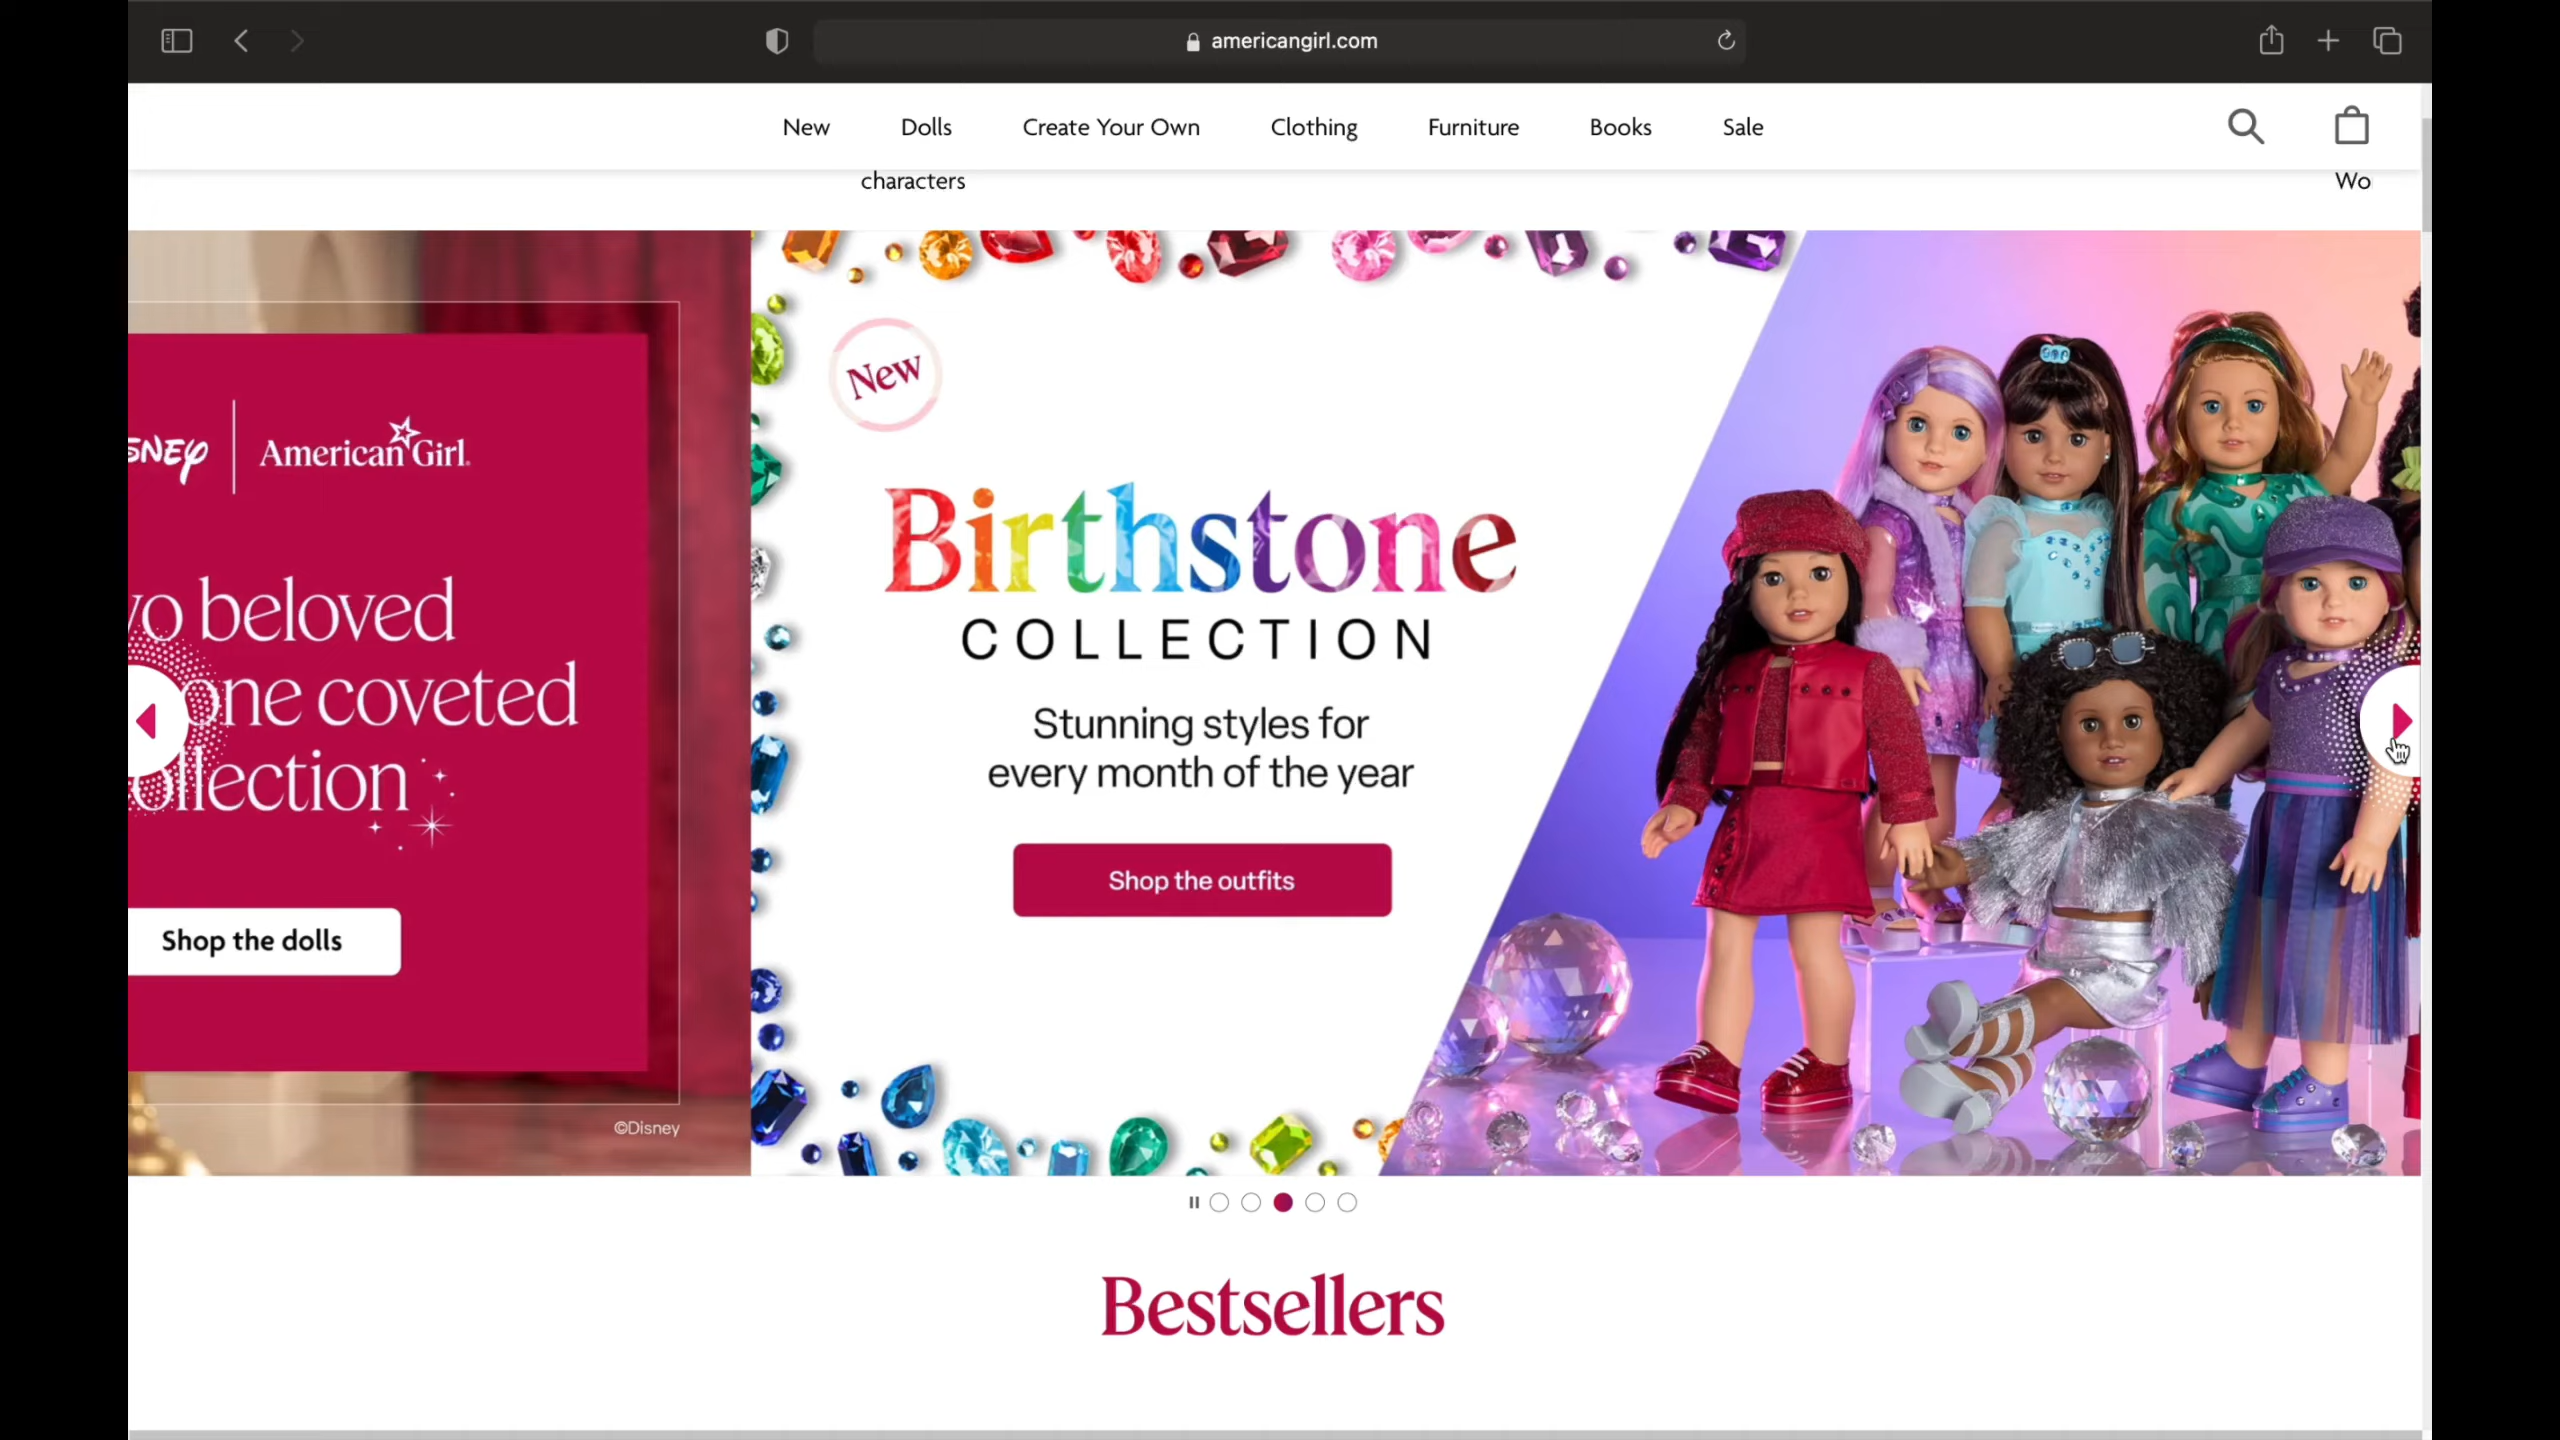 americangirl.com
New Dolls Create Your Own Clothing Furniture Books Sale
characters
Wo
SNEY American Girl
o beloved
one coveted
ollection
Shop the dolls
©Disney
New
Birthstone
COLLECTION
Stunning styles for
every month of the year
Shop the outfits
Bestsellers